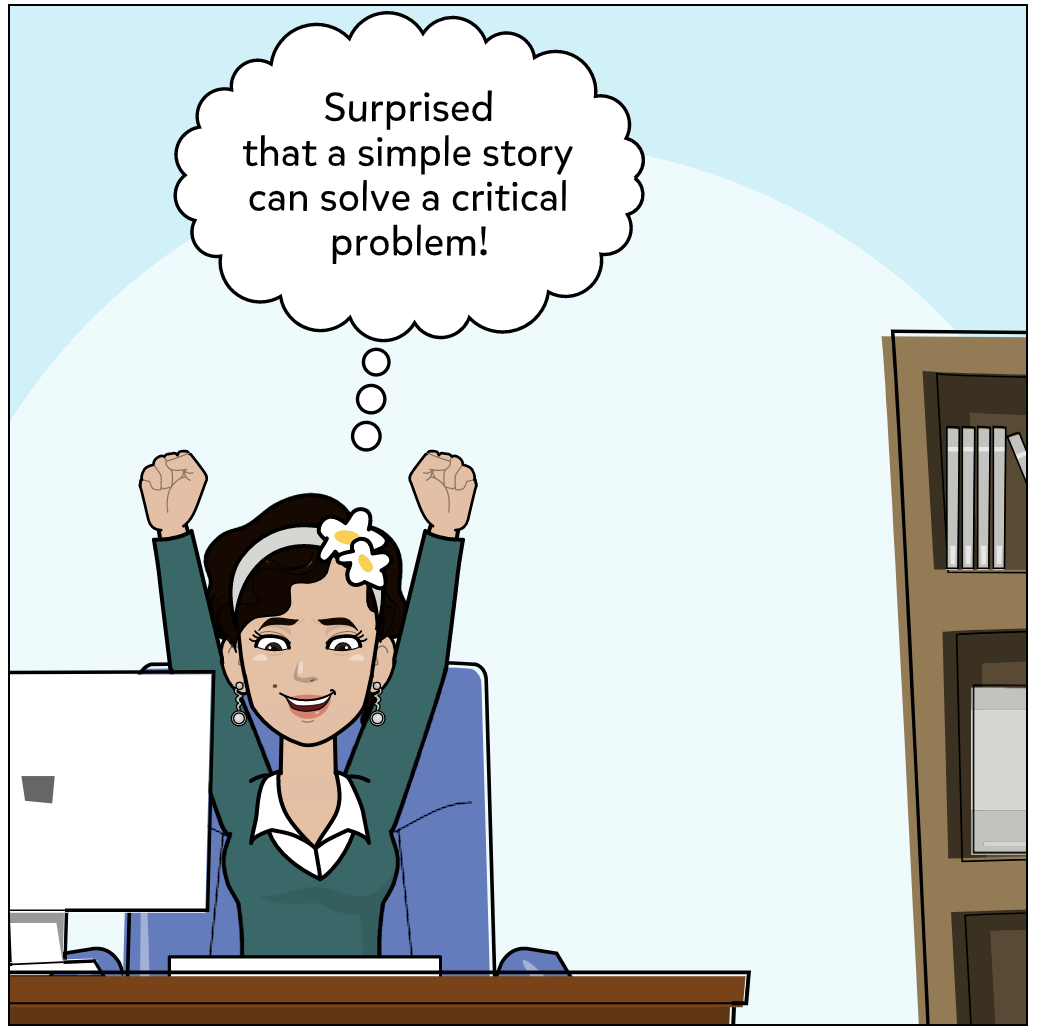 Surprised
that a simple story
can solve a critical
problem!